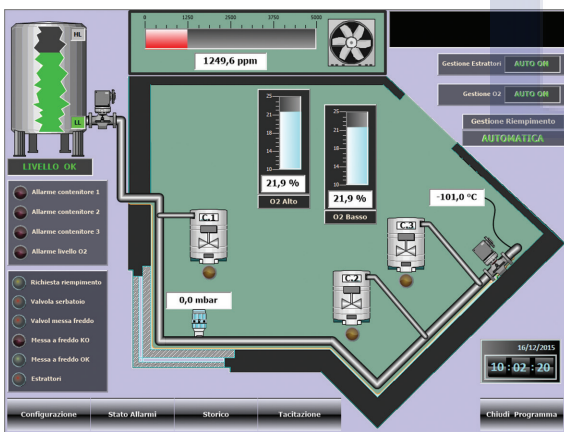 0 1250 2500 3750 5000
1249,6 ppm
HL
LL
LIVELLO OK
Gestione Estrattori AUTO ON
Gestione O2 AUTO ON
Gestione Riempimento
AUTOMATICA
25
21
18
14
10
21,9 %
O2 Alto
25
21
18
14
10
21,9 %
O2 Basso
-101,0 °C
Allarme contenitore 1
Allarme contenitore 2
Allarme contenitore 3
Allarme livello O2
C.1
C.3
C.2
0,0 mbar
Richiesta riempimento
Valvola serbatoio
Valvol messa freddo
Messa a freddo KO
Messa a freddo OK
Estrattori
16/12/2015
10:02:20
Configurazione Stato Allarmi Storico Tacitazione Chiudi Programma